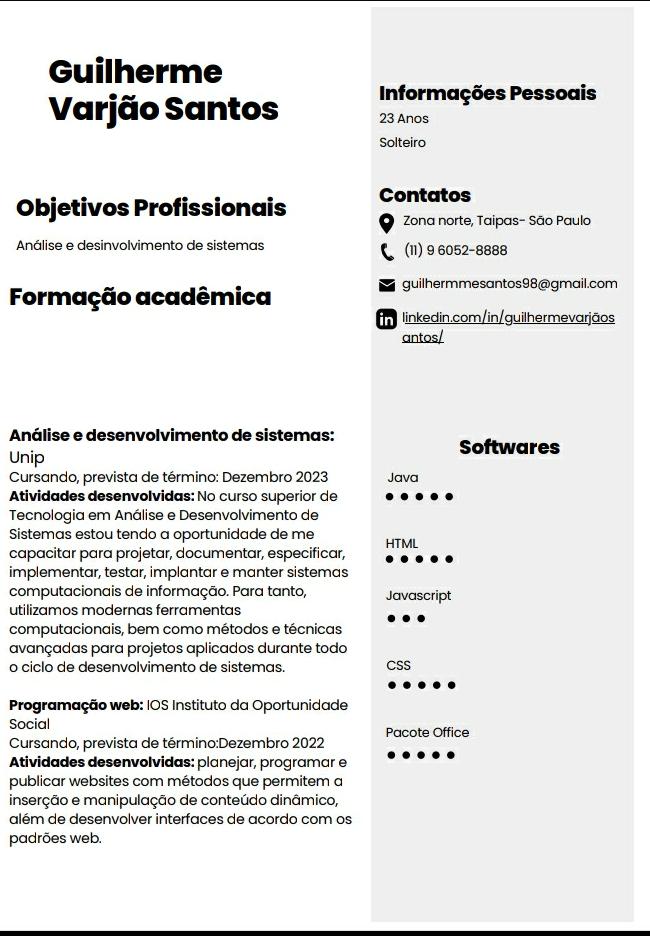 Guilherme
Varjão Santos
Objetivos Profissionais
Análise e desinvolvimento de sistemas
Formação acadêmica
Análise e desenvolvimento de sistemas:
Unip
Cursando, prevista de término: Dezembro 2023
Atividades desenvolvidas: No curso superior de
Tecnologia em Análise e Desenvolvimento de
Sistemas estou tendo a oportunidade de me
capacitar para projetar, documentar, especificar,
implementar, testar, implantar e manter sistemas
computacionais de informação. Para tanto,
utilizamos modernas ferramentas
computacionais, bem como métodos e técnicas
avançadas para projetos aplicados durante todo
o ciclo de desenvolvimento de sistemas.
Programação web: IOS Instituto da Oportunidade
Social
Cursando, prevista de término:Dezembro 2022
Atividades desenvolvidas: planejar, programar e
publicar websites com métodos que permitem a
inserção e manipulação de conteúdo dinâmico,
além de desenvolver interfaces de acordo com os
padrões web.
Informações Pessoais
23 Anos
Solteiro
Contatos
Zona norte, Taipas- São Paulo
(11) 9 6052-8888
guilhermmesantos98@gmail.com
in linkedin.com/in/guilhermevarjãos
antos/
Softwares
Java
HTML
Javascript
CSS
Pacote Office